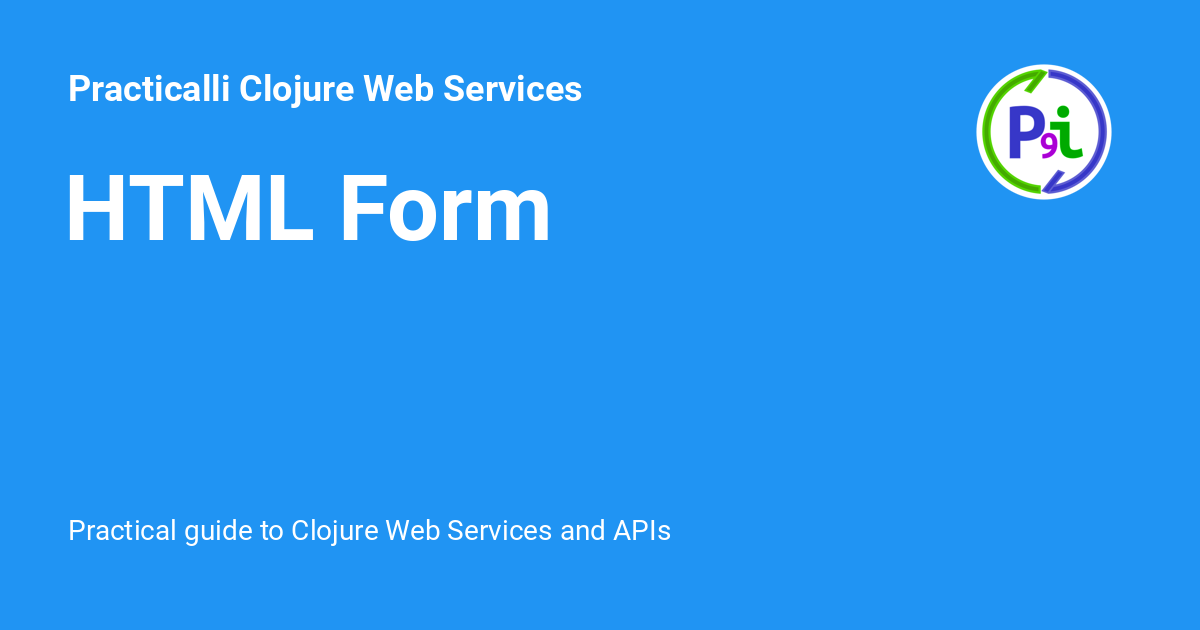 Practicalli Clojure Web Services
P9i
HTML Form
Practical guide to Clojure Web Services and APIs